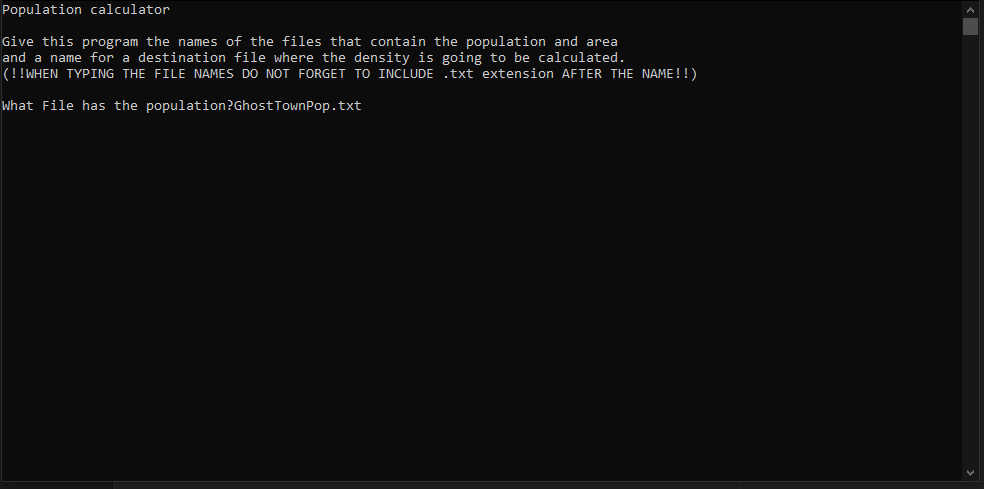 Population calculator
Give this program the names of the files that contain the population and area
and a name for a destination file where the density is going to be calculated.
(!!WHEN TYPING THE FILE NAMES DO NOT FORGET TO INCLUDE .txt extension AFTER THE NAME!!)
What File has the population?GhostTownPop.txt